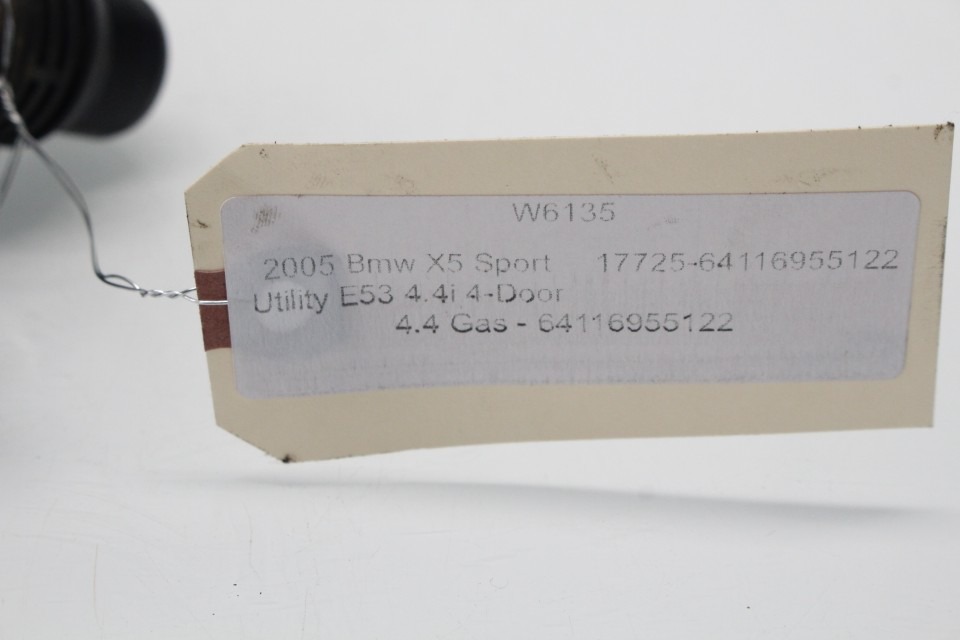 W6135
2005 Bmw X5 Sport 17725-64116955122
Utility E53 4.4i 4-Door
4.4 Gas - 64116955122